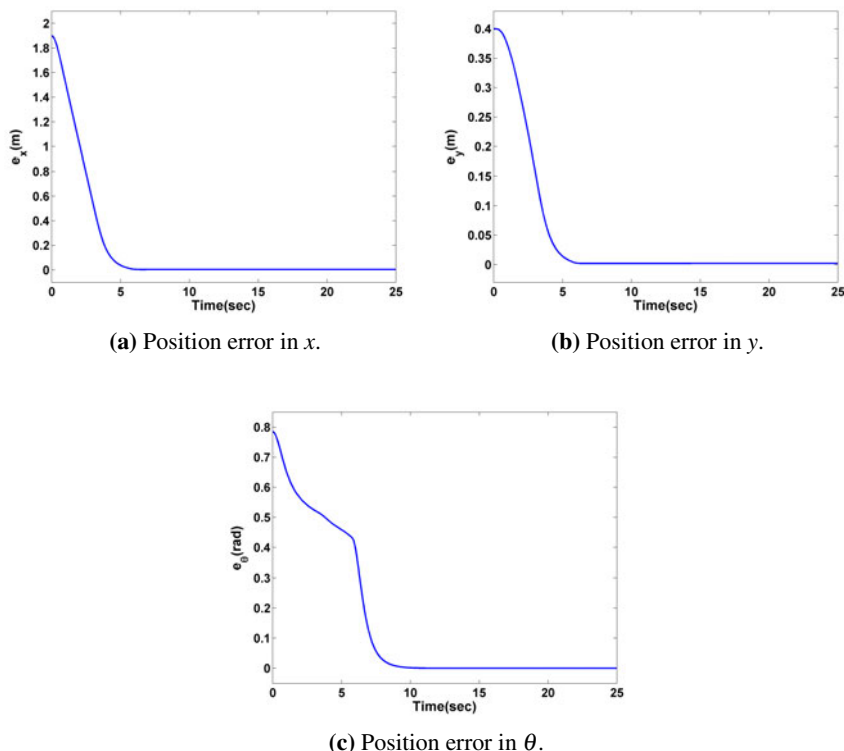 2
1.8
1.6
1.4
1.2
1
0.8
0.6
0.4
0.2
0
e_x(m)
0 5 10 15 20 25
Time(sec)
(a) Position error in x.
0.4
0.35
0.3
0.25
0.2
0.15
0.1
0.05
0
e_y(m)
0 5 10 15 20 25
Time(sec)
(b) Position error in y.
0.8
0.7
0.6
0.5
0.4
0.3
0.2
0.1
0
e_θ(rad)
0 5 10 15 20 25
Time(sec)
(c) Position error in θ.